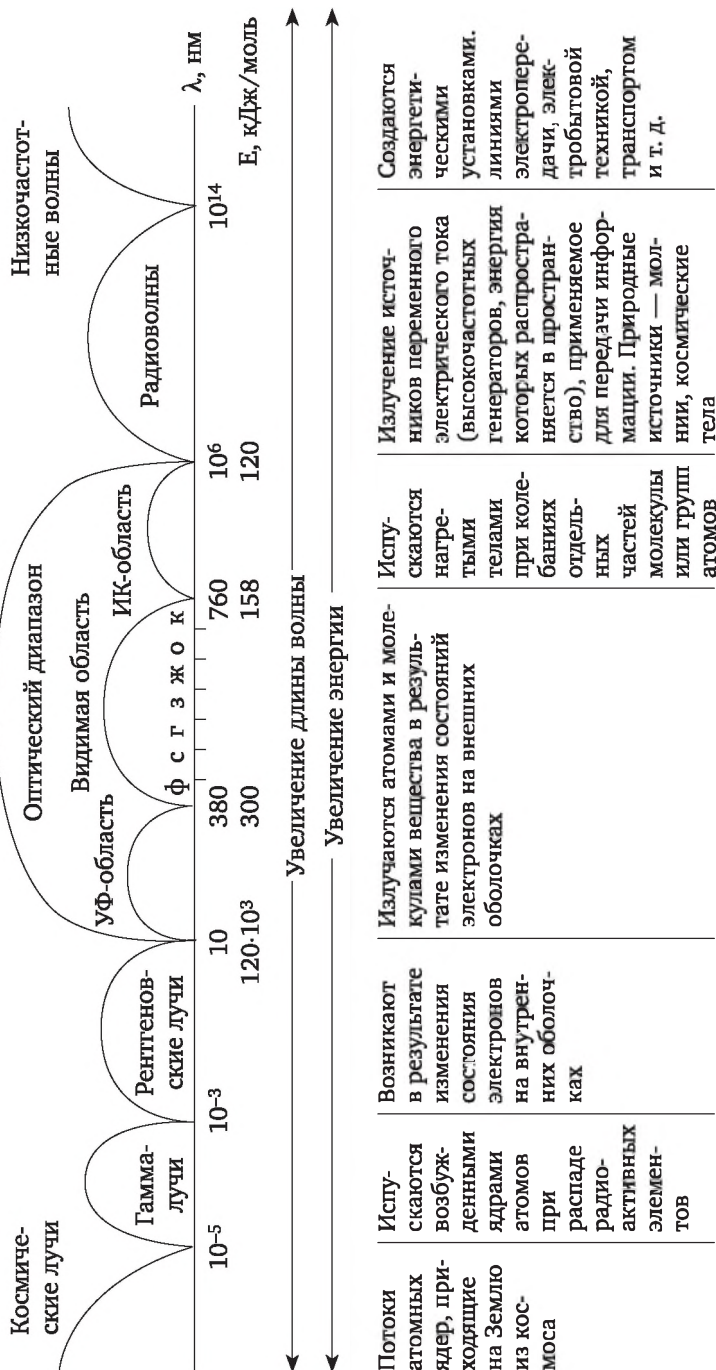 Космиче-
ские лучи
Низкочастот-
ные волны
Оптический диапазон
УФ-область
Видимая область
ИК-область
Гамма-
лучи
Рентгенов-
ские лучи
ф с г з ж о к
Радиоволны
10⁻⁵ 10⁻³ 10 380 760 10⁶ 10¹⁴ λ, нм
120·10³ 300 158 120 E, кДж/моль
Увеличение длины волны
Увеличение энергии
Потоки
атомных
ядер, при-
ходящие
на Землю
из кос-
моса
Испу-
скаются
возбуж-
денными
ядрами
атомов
при
распаде
радио-
активных
элемен-
тов
Возникают
в результате
изменения
состояния
электронов
на внутрен-
них оболоч-
ках
Излучаются атомами и моле-
кулами вещества в резуль-
тате изменения состояний
электронов на внешних
оболочках
Испу-
скаются
нагре-
тыми
телами
при коле-
баниях
отдель-
ных
частей
молекулы
или групп
атомов
Излучение источ-
ников переменного
электрического тока
(высокочастотных
генераторов, энергия
которых распростра-
няется в простран-
ство), применяемое
для передачи инфор-
мации. Природные
источники — мол-
нии, космические
тела
Создаются
энергети-
ческими
установками.
линиями
электропере-
дачи, элек-
тробытовой
техникой,
транспортом
и т. д.